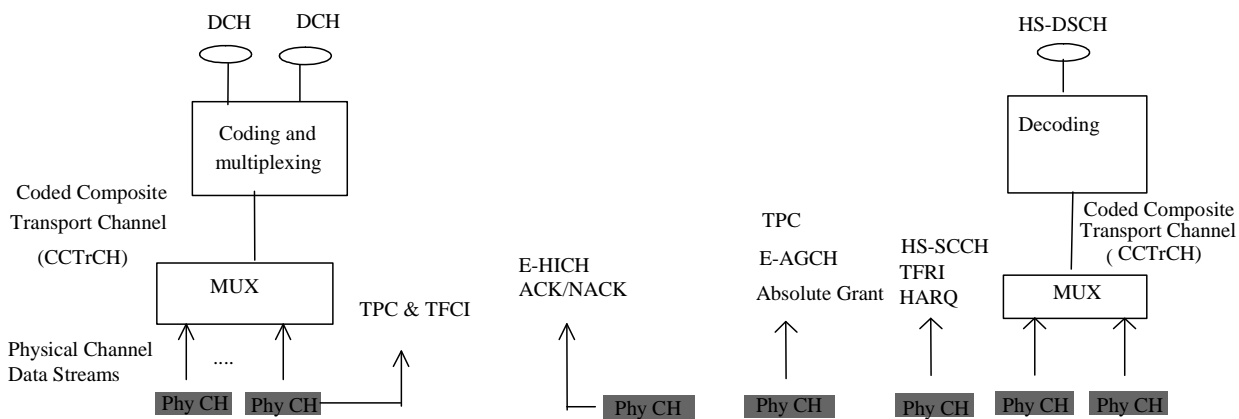 DCH
DCH
Coding and
multiplexing
Coded Composite
Transport Channel
(CCTrCH)
MUX
TPC & TFCI
Physical Channel
Data Streams
....
Phy CH
Phy CH
E-HICH
ACK/NACK
Phy CH
TPC
E-AGCH
Absolute Grant
Phy CH
HS-SCCH
TFRI
HARQ
Phy CH
HS-DSCH
Decoding
Coded Composite
Transport Channel
( CCTrCH)
MUX
Phy CH
Phy CH